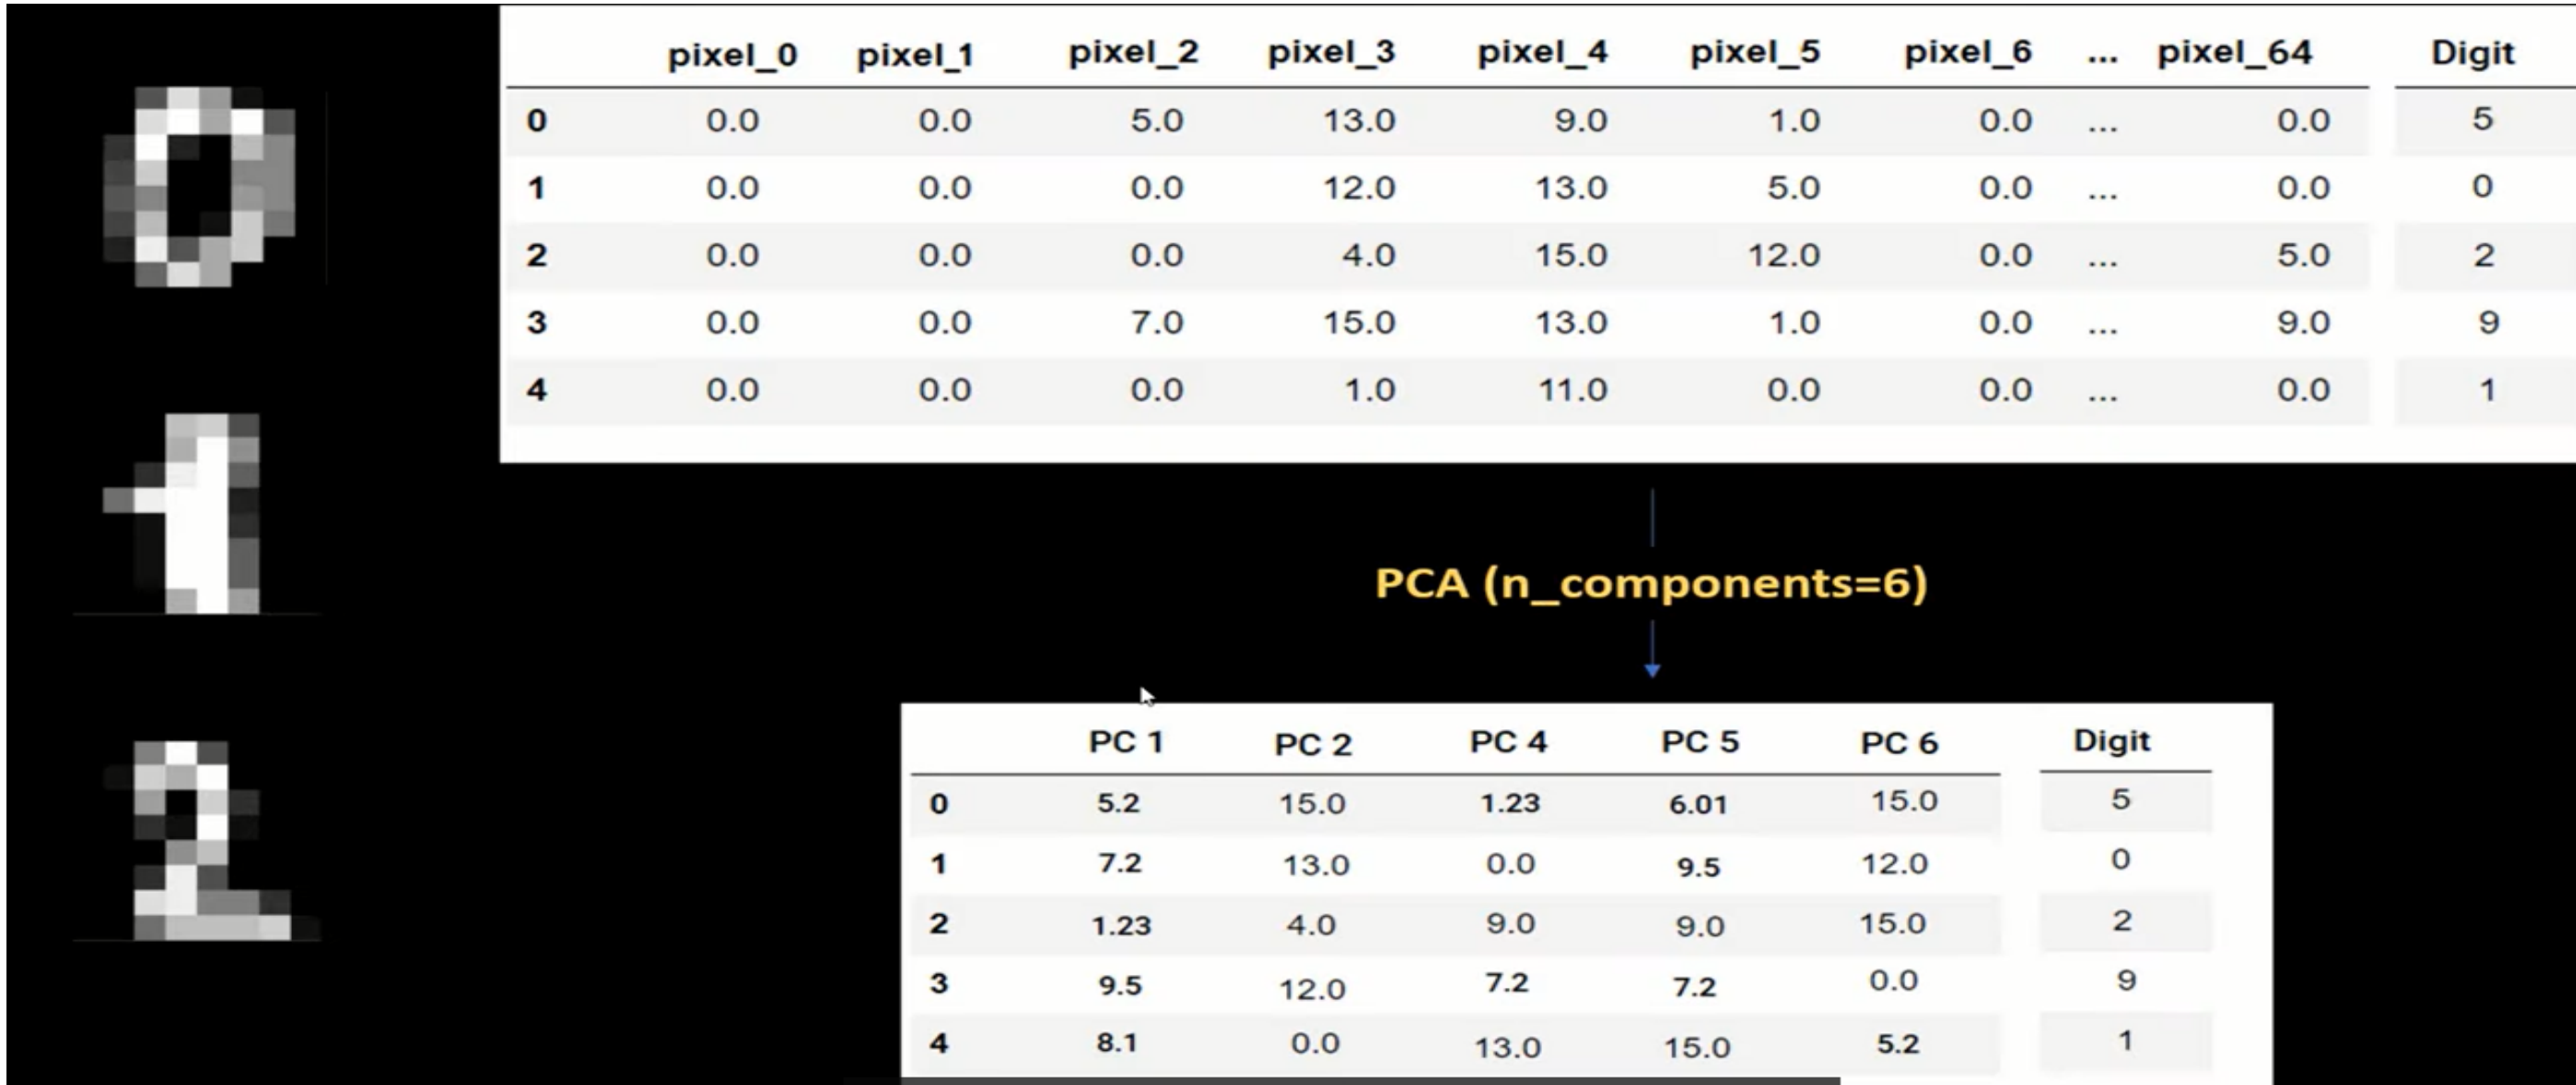 pixel_0 pixel_1 pixel_2 pixel_3 pixel_4 pixel_5 pixel_6 ... pixel_64 Digit
0 0.0 0.0 5.0 13.0 9.0 1.0 0.0 ... 0.0 5
1 0.0 0.0 0.0 12.0 13.0 5.0 0.0 ... 0.0 0
2 0.0 0.0 0.0 4.0 15.0 12.0 0.0 ... 5.0 2
3 0.0 0.0 7.0 15.0 13.0 1.0 0.0 ... 9.0 9
4 0.0 0.0 0.0 1.0 11.0 0.0 0.0 ... 0.0 1
0
1
2
PCA (n_components=6)
PC 1 PC 2 PC 4 PC 5 PC 6 Digit
0 5.2 15.0 1.23 6.01 15.0 5
1 7.2 13.0 0.0 9.5 12.0 0
2 1.23 4.0 9.0 9.0 15.0 2
3 9.5 12.0 7.2 7.2 0.0 9
4 8.1 0.0 13.0 15.0 5.2 1